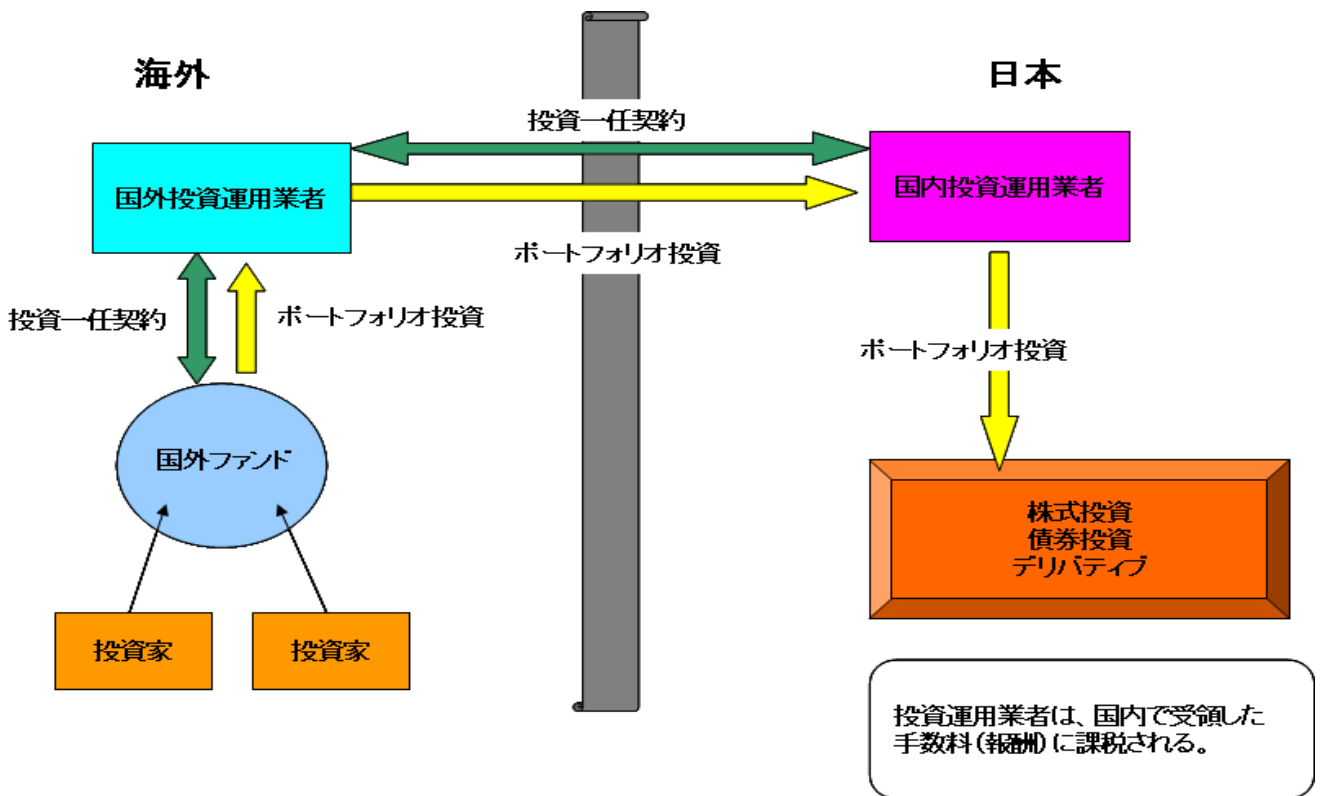 海外
日本
投資一任契約
国外投資運用業者
国内投資運用業者
ポートフォリオ投資
投資一任契約
ポートフォリオ投資
ポートフォリオ投資
国外ファンド
株式投資
債券投資
デリバティブ
投資家
投資家
投資運用業者は、国内で受領した
手数料(報酬)に課税される。